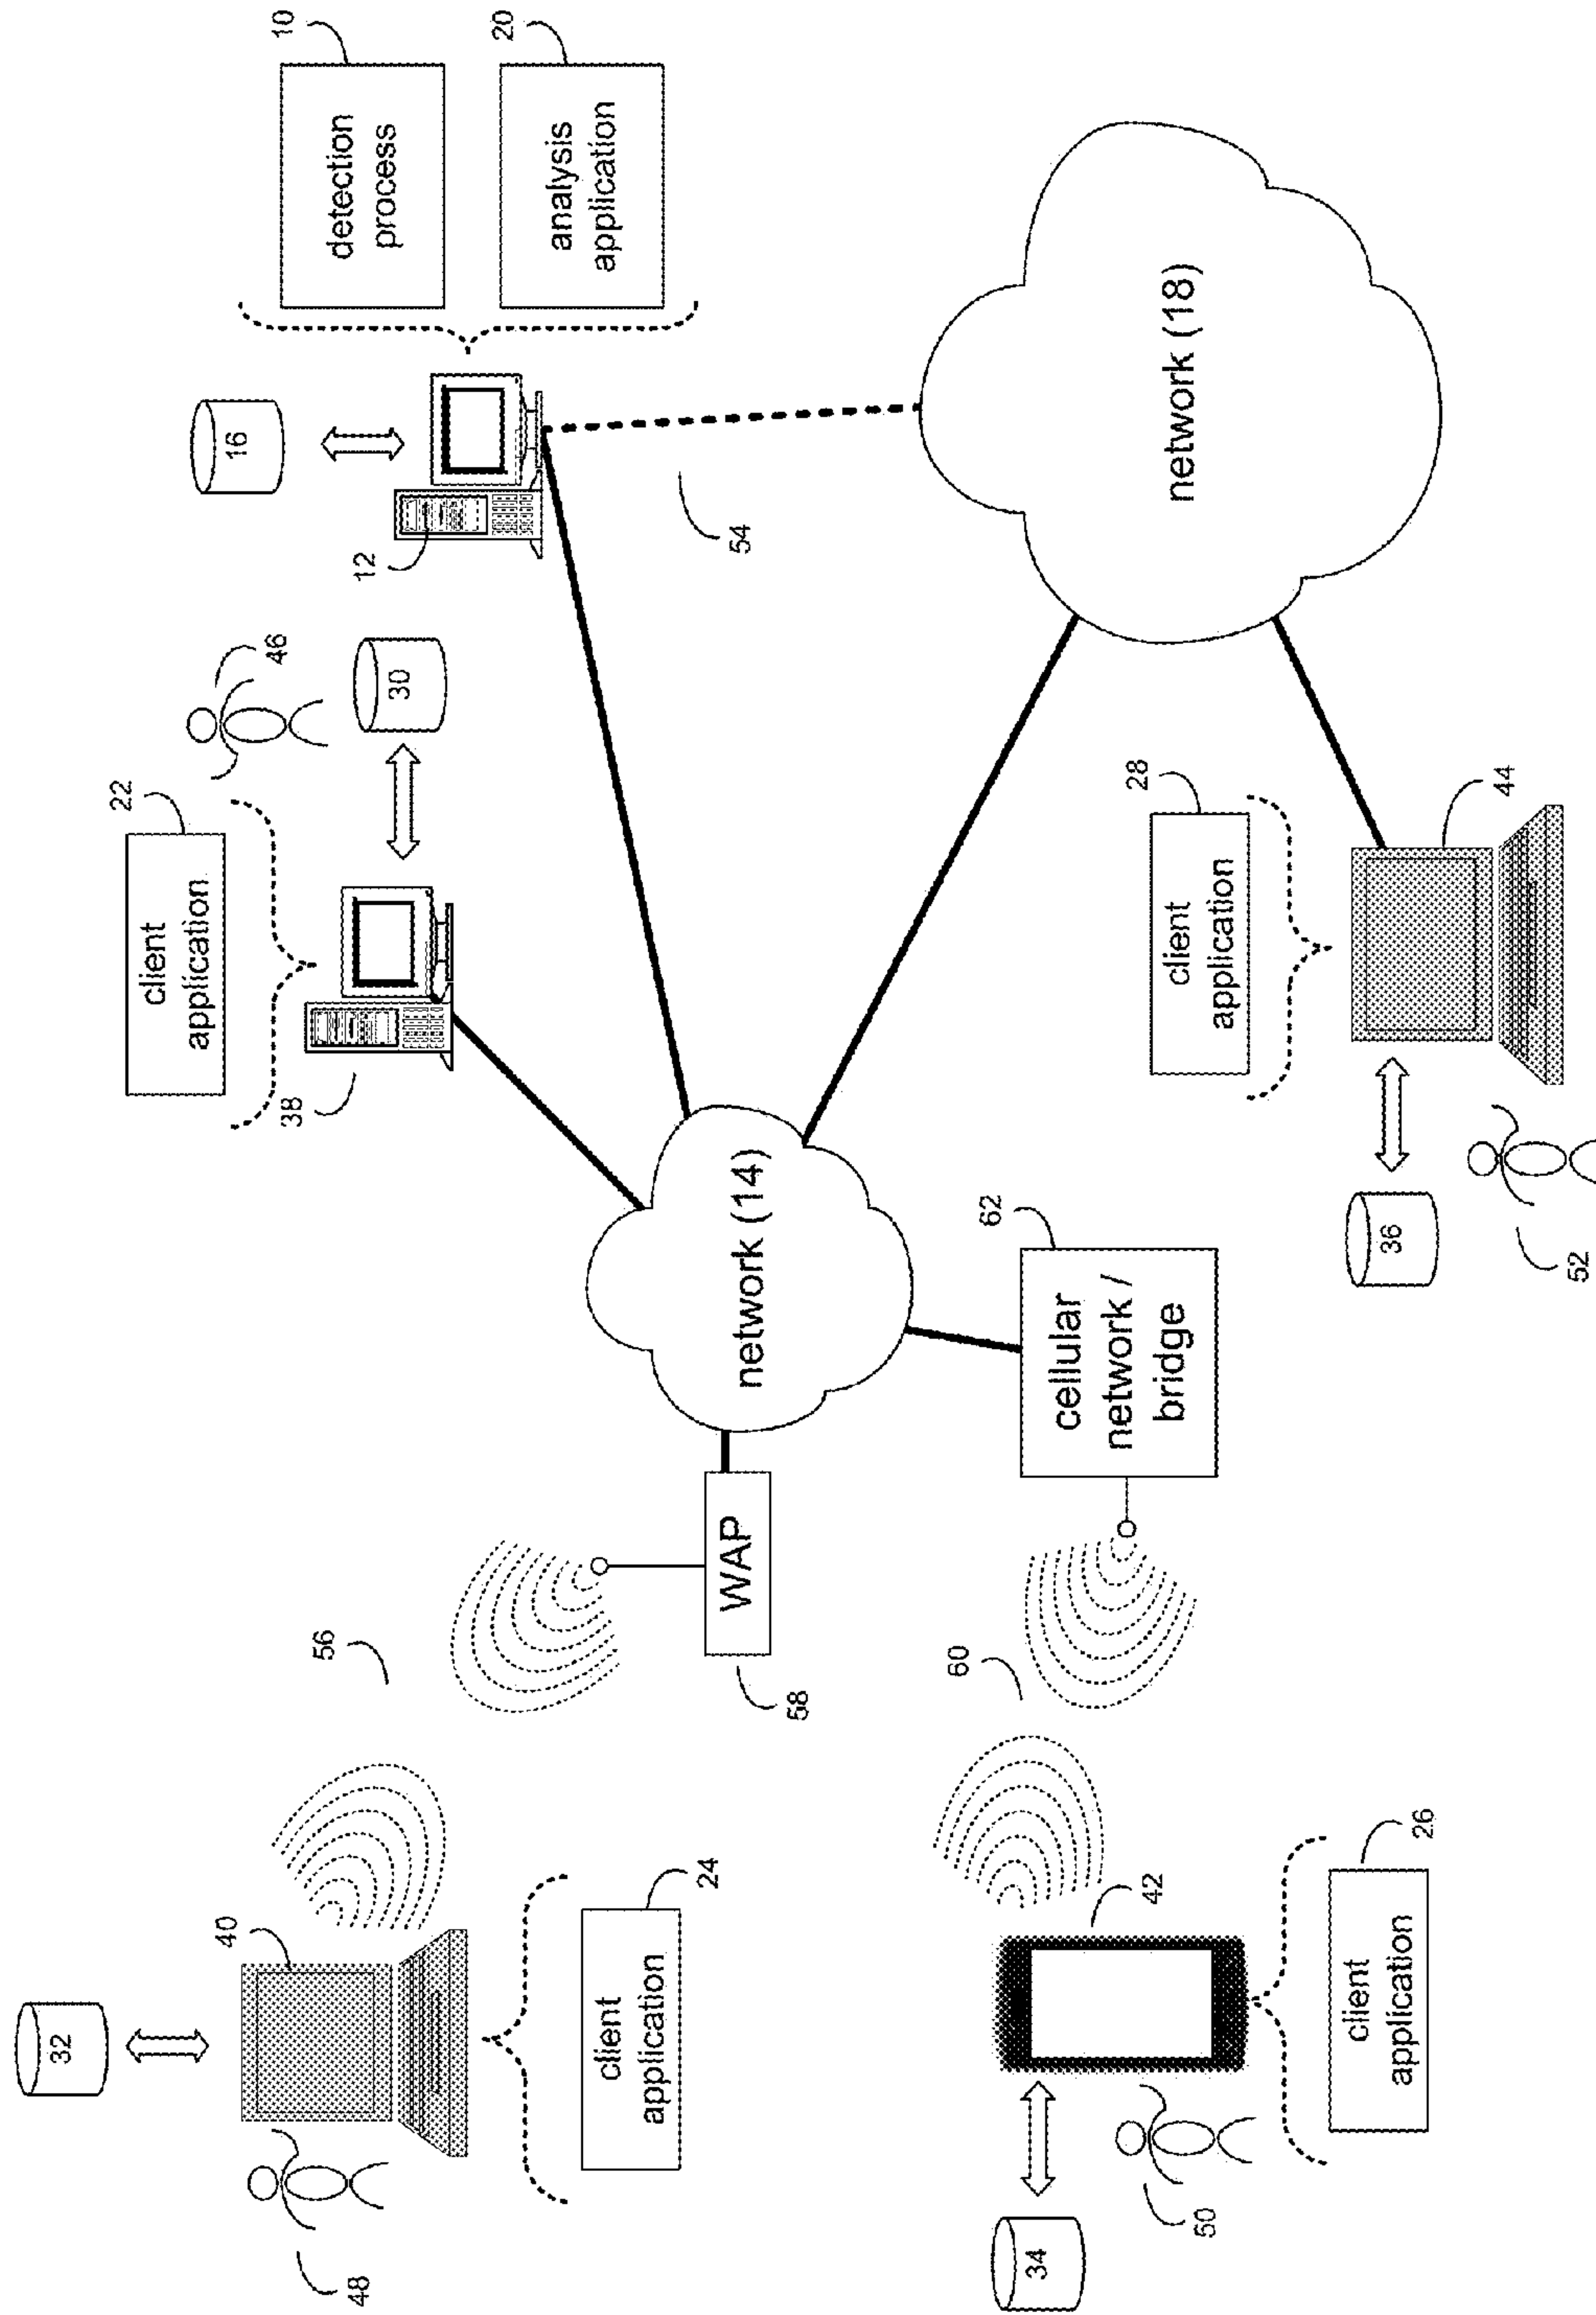 32
22
client
application
40
16
48
38
46
10
detection
process
56
12
30
20
analysis
application
24
client
application
54
WAP
network (14)
58
60
62
34
cellular
network /
bridge
28
client
application
42
network (18)
50
client
application
26
36
44
52